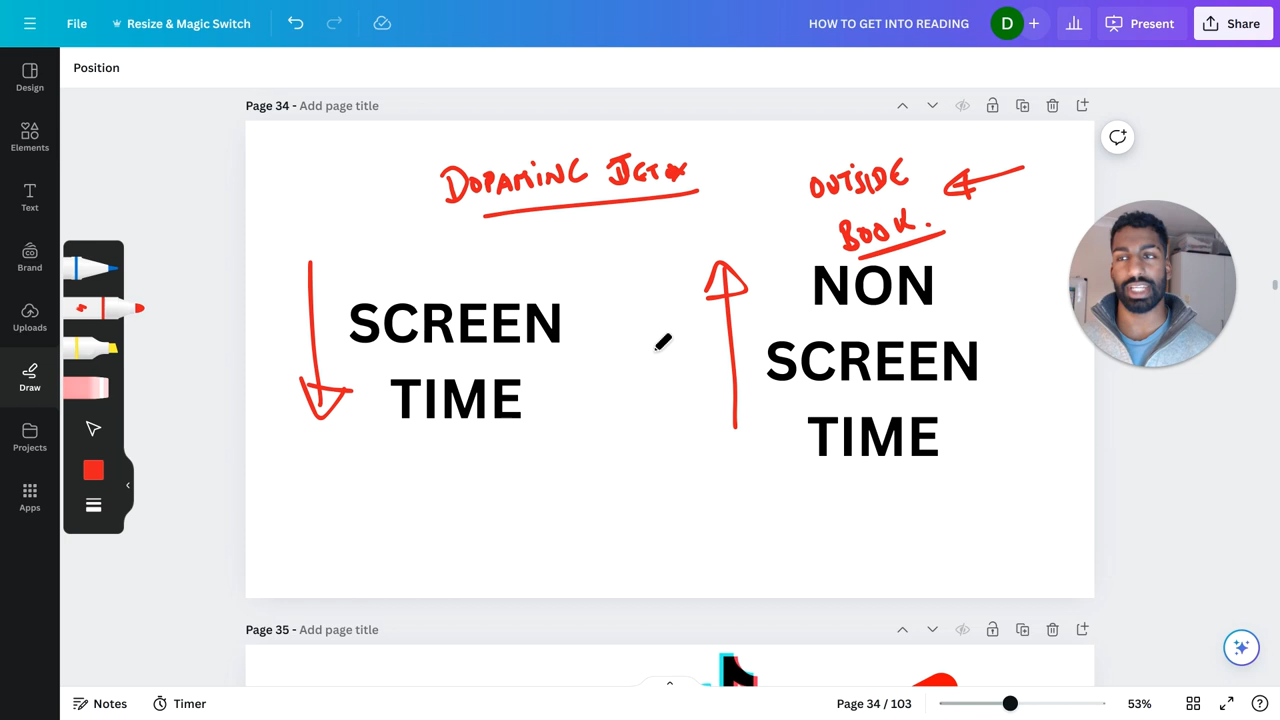 File
Resize & Magic Switch
HOW TO GET INTO READING
D
Present
Share
Position
Design
Elements
Text
Brand
Uploads
Draw
Projects
Apps
Page 34 - Add page title
DOPAMINE DETOX
OUTSIDE
BOOK.
SCREEN
TIME
NON
SCREEN
TIME
Page 35 - Add page title
Notes
Timer
Page 34 / 103
53%